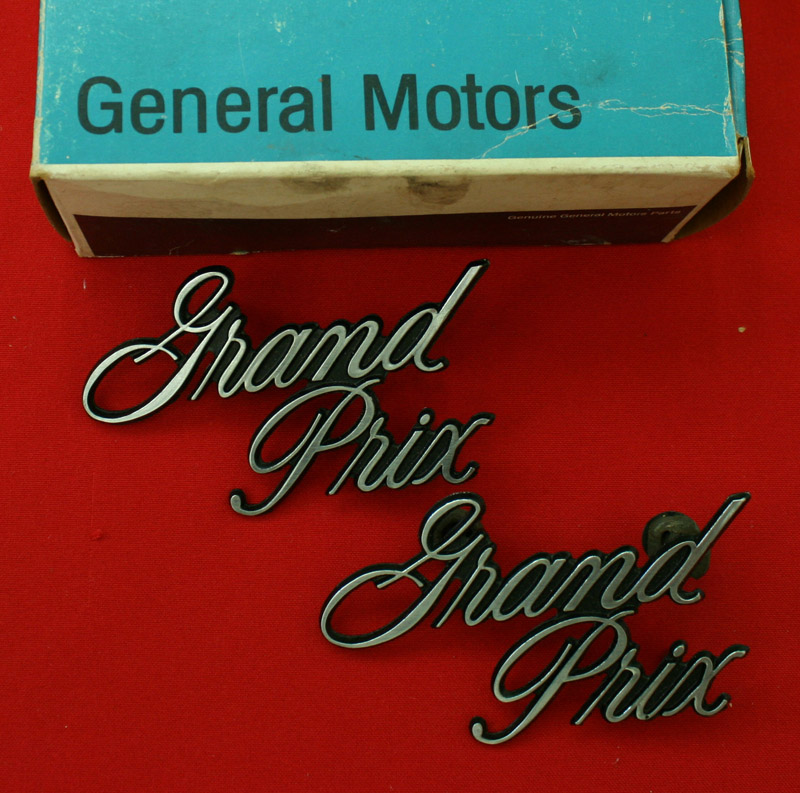 General Motors
Genuine General Motors Parts
Grand
Prix
Grand
Prix